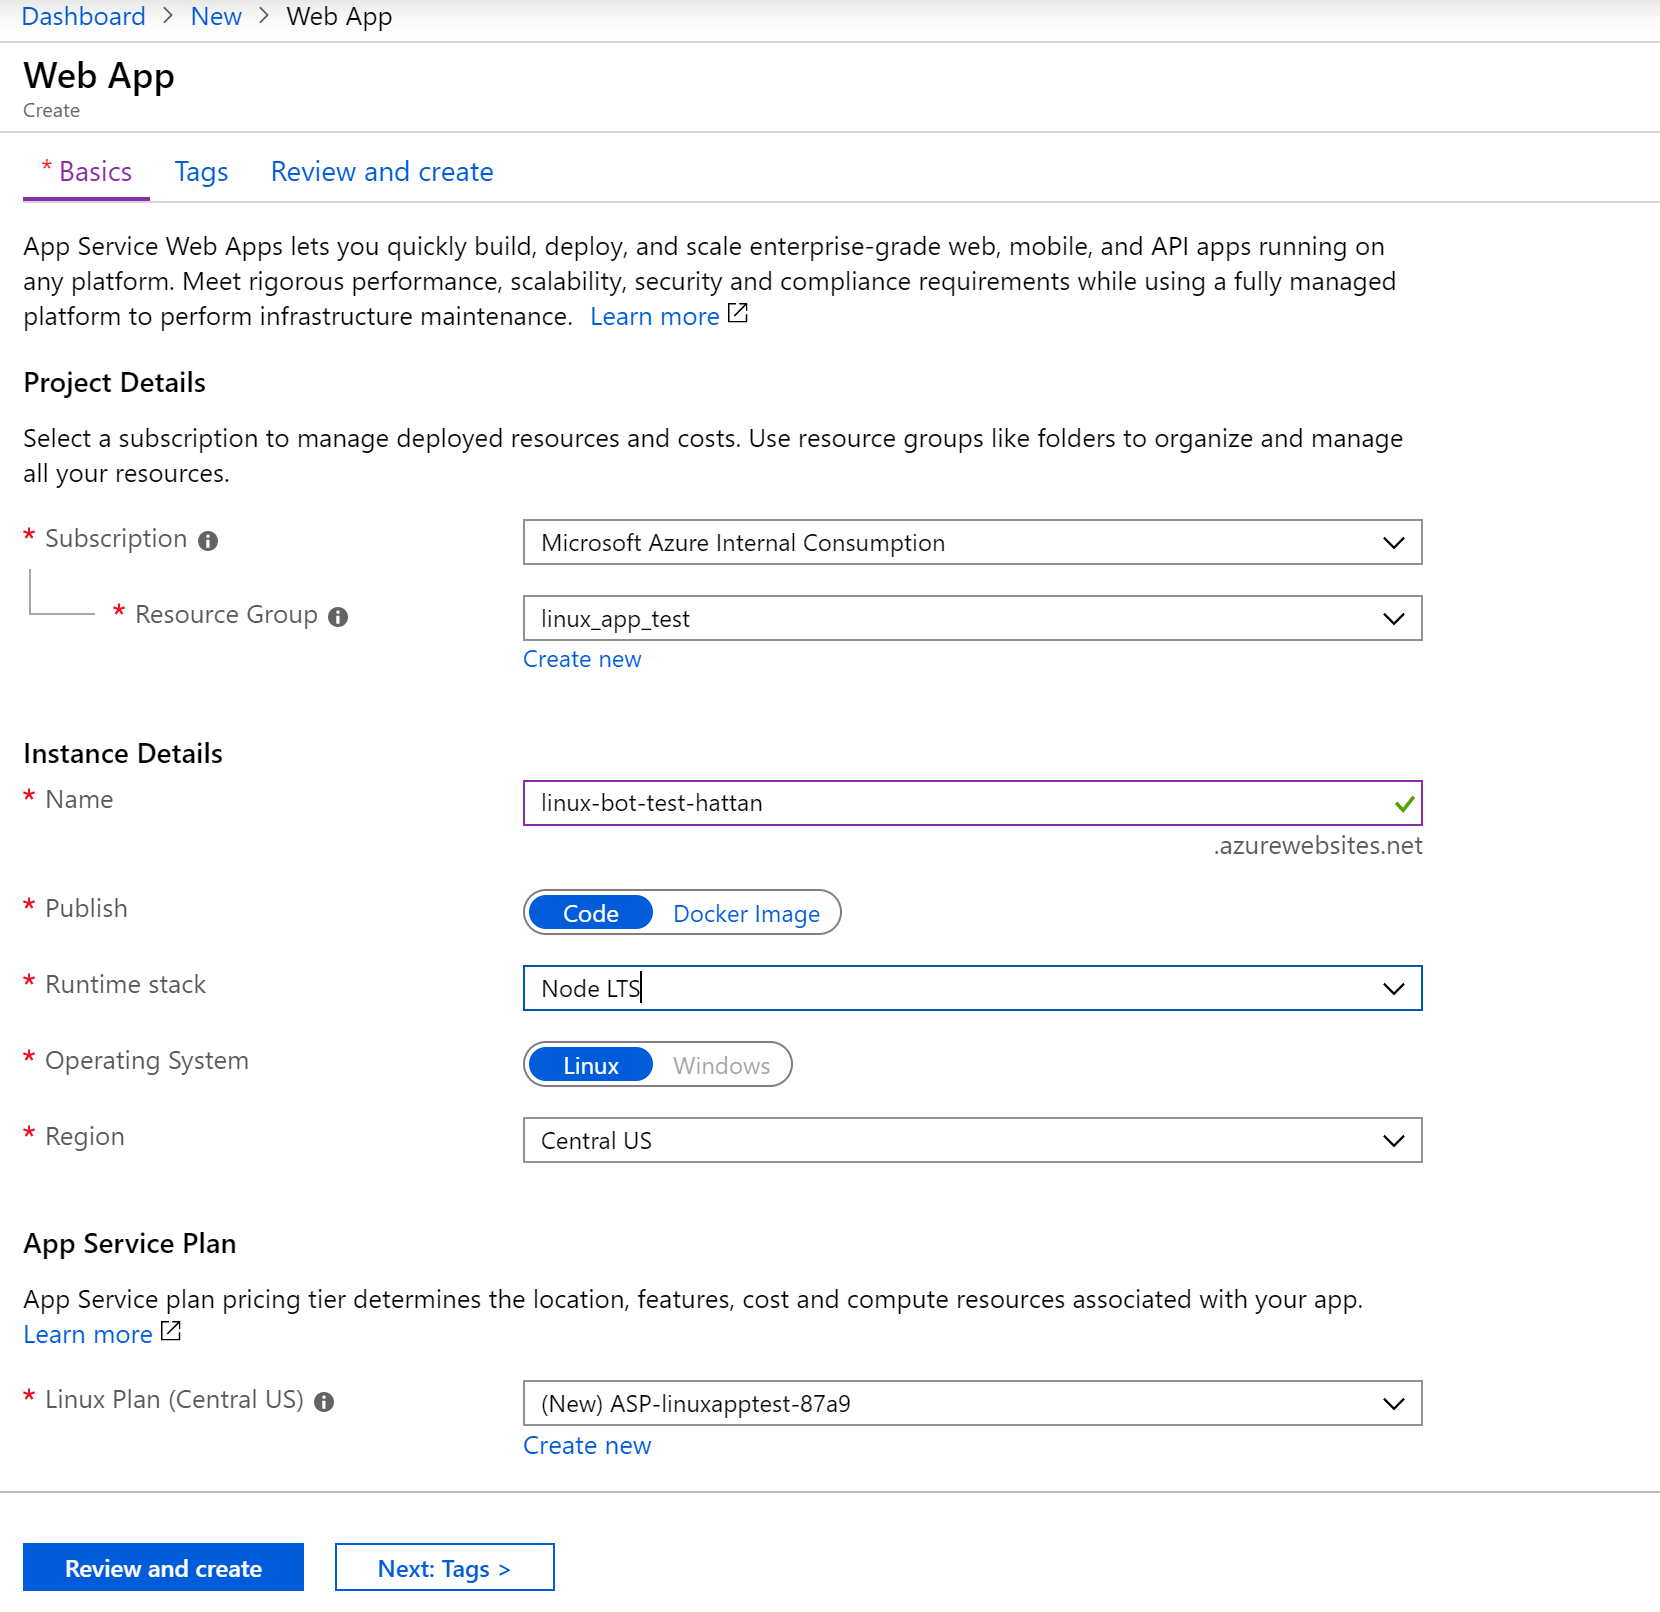 Dashboard > New > Web App
Web App
Create
* Basics Tags Review and create
App Service Web Apps lets you quickly build, deploy, and scale enterprise-grade web, mobile, and API apps running on
any platform. Meet rigorous performance, scalability, security and compliance requirements while using a fully managed
platform to perform infrastructure maintenance. Learn more
Project Details
Select a subscription to manage deployed resources and costs. Use resource groups like folders to organize and manage
all your resources.
* Subscription Microsoft Azure Internal Consumption
* Resource Group linux_app_test
Create new
Instance Details
* Name linux-bot-test-hattan
.azurewebsites.net
* Publish Code Docker Image
* Runtime stack Node LTS
* Operating System Linux Windows
* Region Central US
App Service Plan
App Service plan pricing tier determines the location, features, cost and compute resources associated with your app.
Learn more
* Linux Plan (Central US) (New) ASP-linuxapptest-87a9
Create new
Review and create Next: Tags >